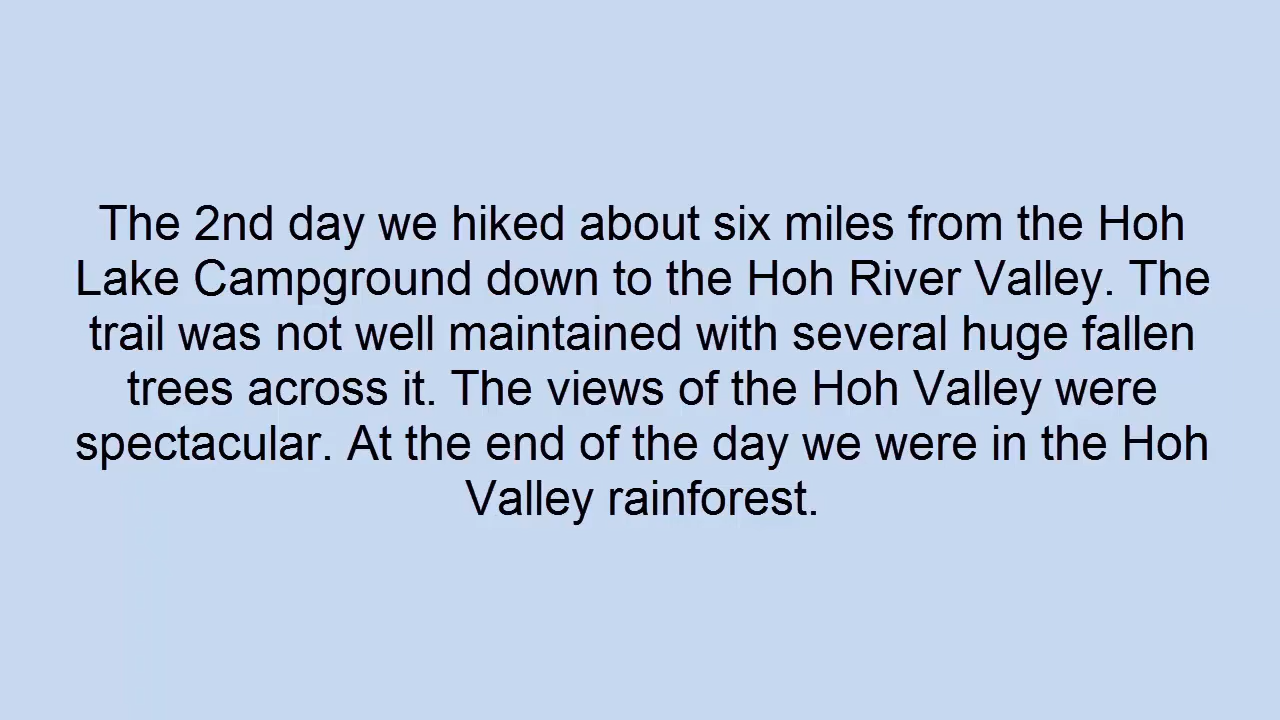 The 2nd day we hiked about six miles from the Hoh
Lake Campground down to the Hoh River Valley. The
trail was not well maintained with several huge fallen
trees across it. The views of the Hoh Valley were
spectacular. At the end of the day we were in the Hoh
Valley rainforest.